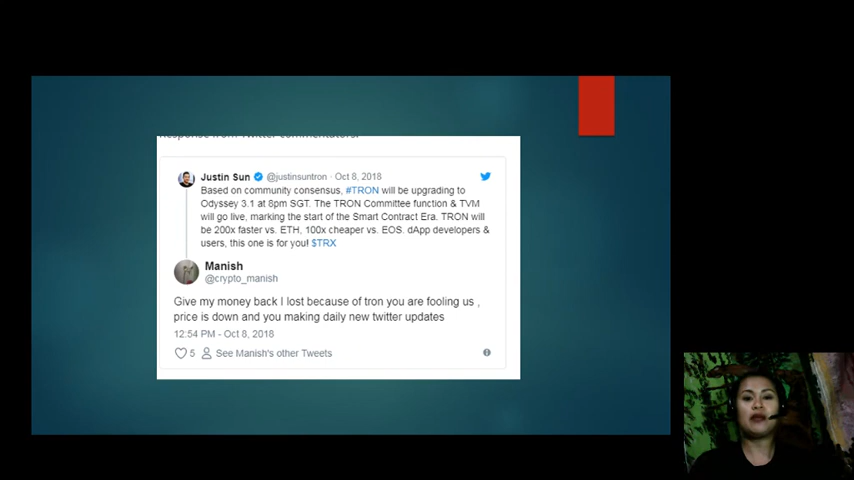 Response from Twitter commentators:
Justin Sun @justinsuntron · Oct 8, 2018
Based on community consensus, #TRON will be upgrading to
Odyssey 3.1 at 8pm SGT. The TRON Committee function & TVM
will go live, marking the start of the Smart Contract Era. TRON will
be 200x faster vs. ETH, 100x cheaper vs. EOS. dApp developers &
users, this one is for you! $TRX
Manish
@crypto_manish
Give my money back I lost because of tron you are fooling us ,
price is down and you making daily new twitter updates
12:54 PM - Oct 8, 2018
5 See Manish's other Tweets